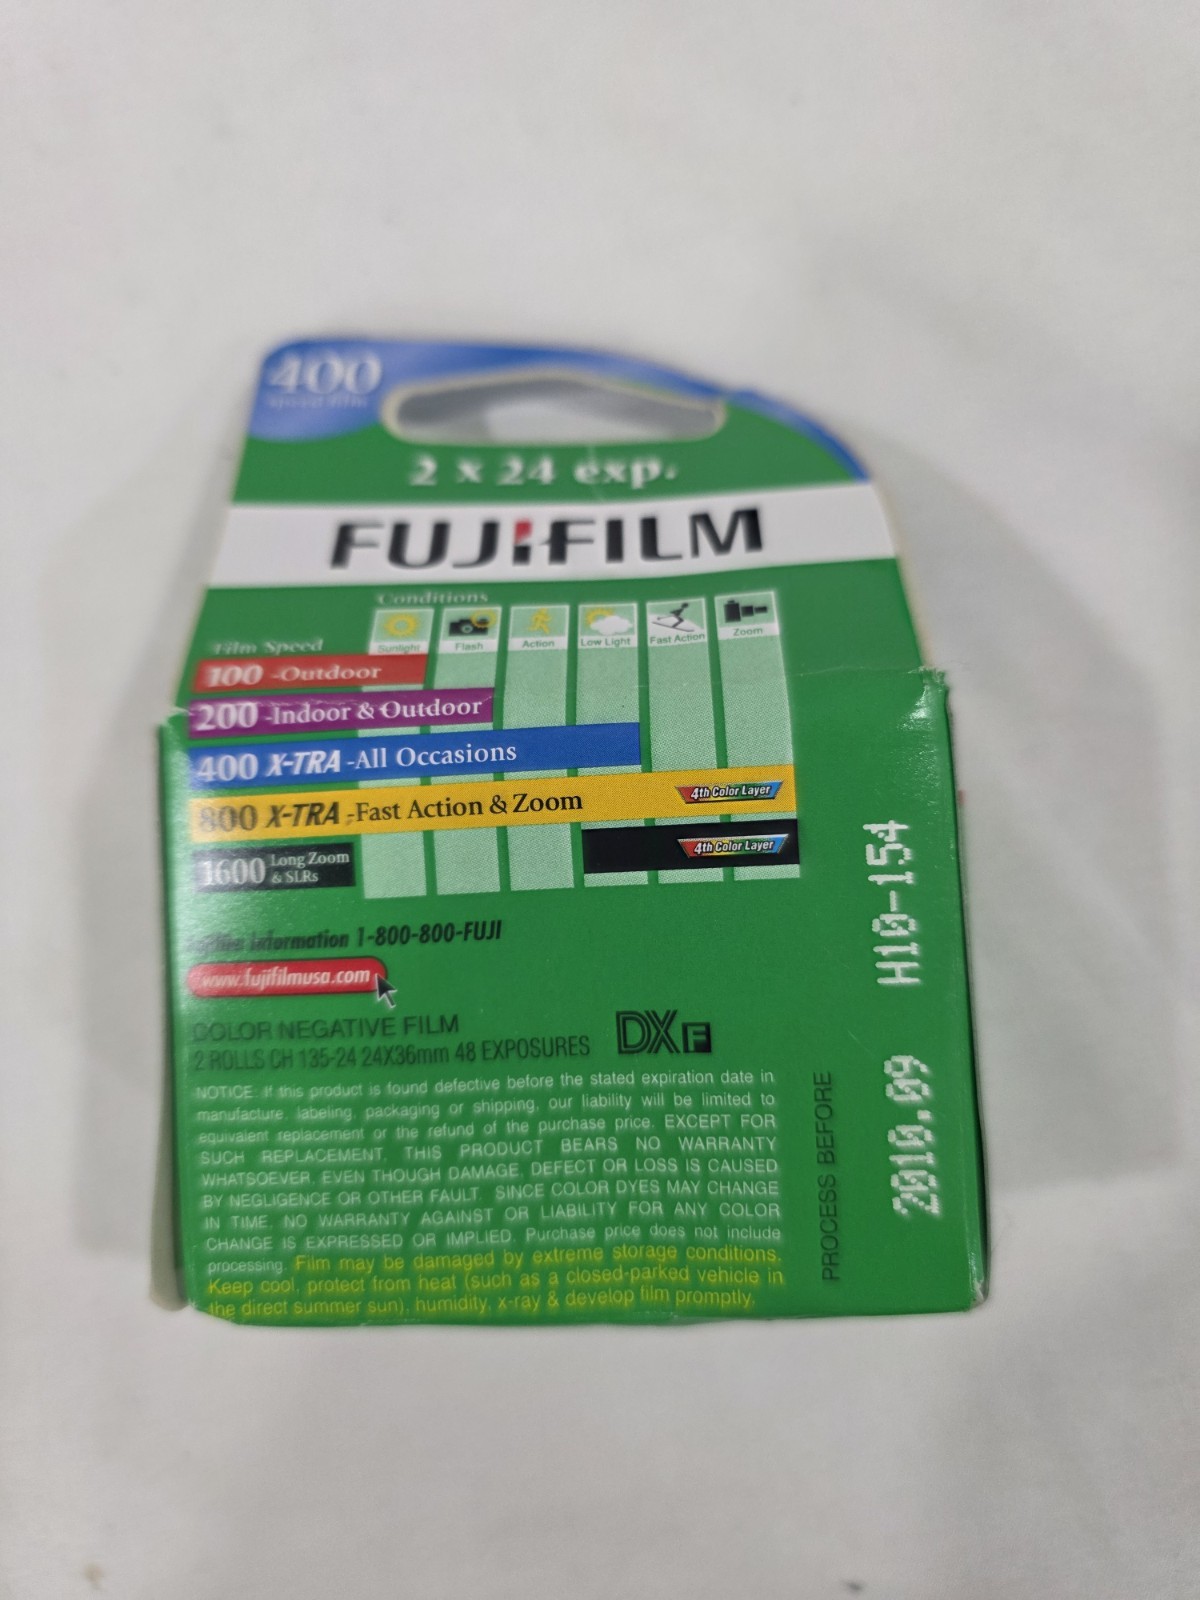 400
speed film
2 x 24 exp.
FUJIFILM
Conditions
Film Speed
Sunlight
Flash
Action
Low Light
Fast Action
Zoom
100 -Outdoor
200 -Indoor & Outdoor
400 X-TRA -All Occasions
800 X-TRA -Fast Action & Zoom
4th Color Layer
1600 Long Zoom
& SLRs
4th Color Layer
Information 1-800-800-FUJI
www.fujifilmusa.com
COLOR NEGATIVE FILM
2 ROLLS CH 135-24 24X36mm 48 EXPOSURES
DX F
NOTICE: If this product is found defective before the stated expiration date in
manufacture, labeling, packaging or shipping, our liability will be limited to
equivalent replacement or the refund of the purchase price. EXCEPT FOR
SUCH REPLACEMENT, THIS PRODUCT BEARS NO WARRANTY
WHATSOEVER, EVEN THOUGH DAMAGE, DEFECT OR LOSS IS CAUSED
BY NEGLIGENCE OR OTHER FAULT. SINCE COLOR DYES MAY CHANGE
IN TIME, NO WARRANTY AGAINST OR LIABILITY FOR ANY COLOR
CHANGE IS EXPRESSED OR IMPLIED. Purchase price does not include
processing. Film may be damaged by extreme storage conditions.
Keep cool, protect from heat (such as a closed-parked vehicle in
the direct summer sun), humidity, x-ray & develop film promptly.
PROCESS BEFORE
2010.09 H10-154